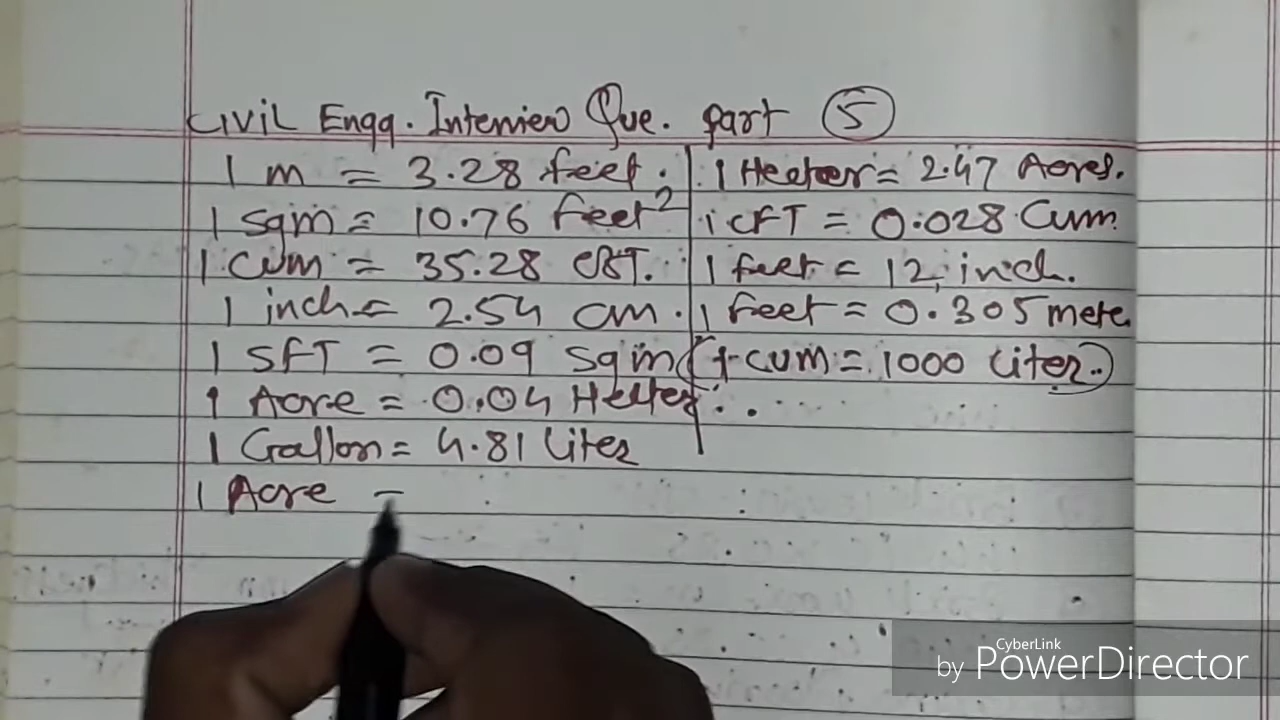 Civil Engg. Interview Que. part 5
1 m = 3.28 feet.
1 sqm = 10.76 feet²
1 cum = 35.28 CFT.
1 inch = 2.54 cm.
1 SFT = 0.09 sqm
1 Acre = 0.04 Hecter
1 Gallon = 4.81 Liter
1 Acre =
1 Hecter = 2.47 Acres.
1 CFT = 0.028 Cum.
1 feet = 12 inch.
1 feet = 0.305 mete.
1 cum = 1000 Liter..
CyberLink
by PowerDirector